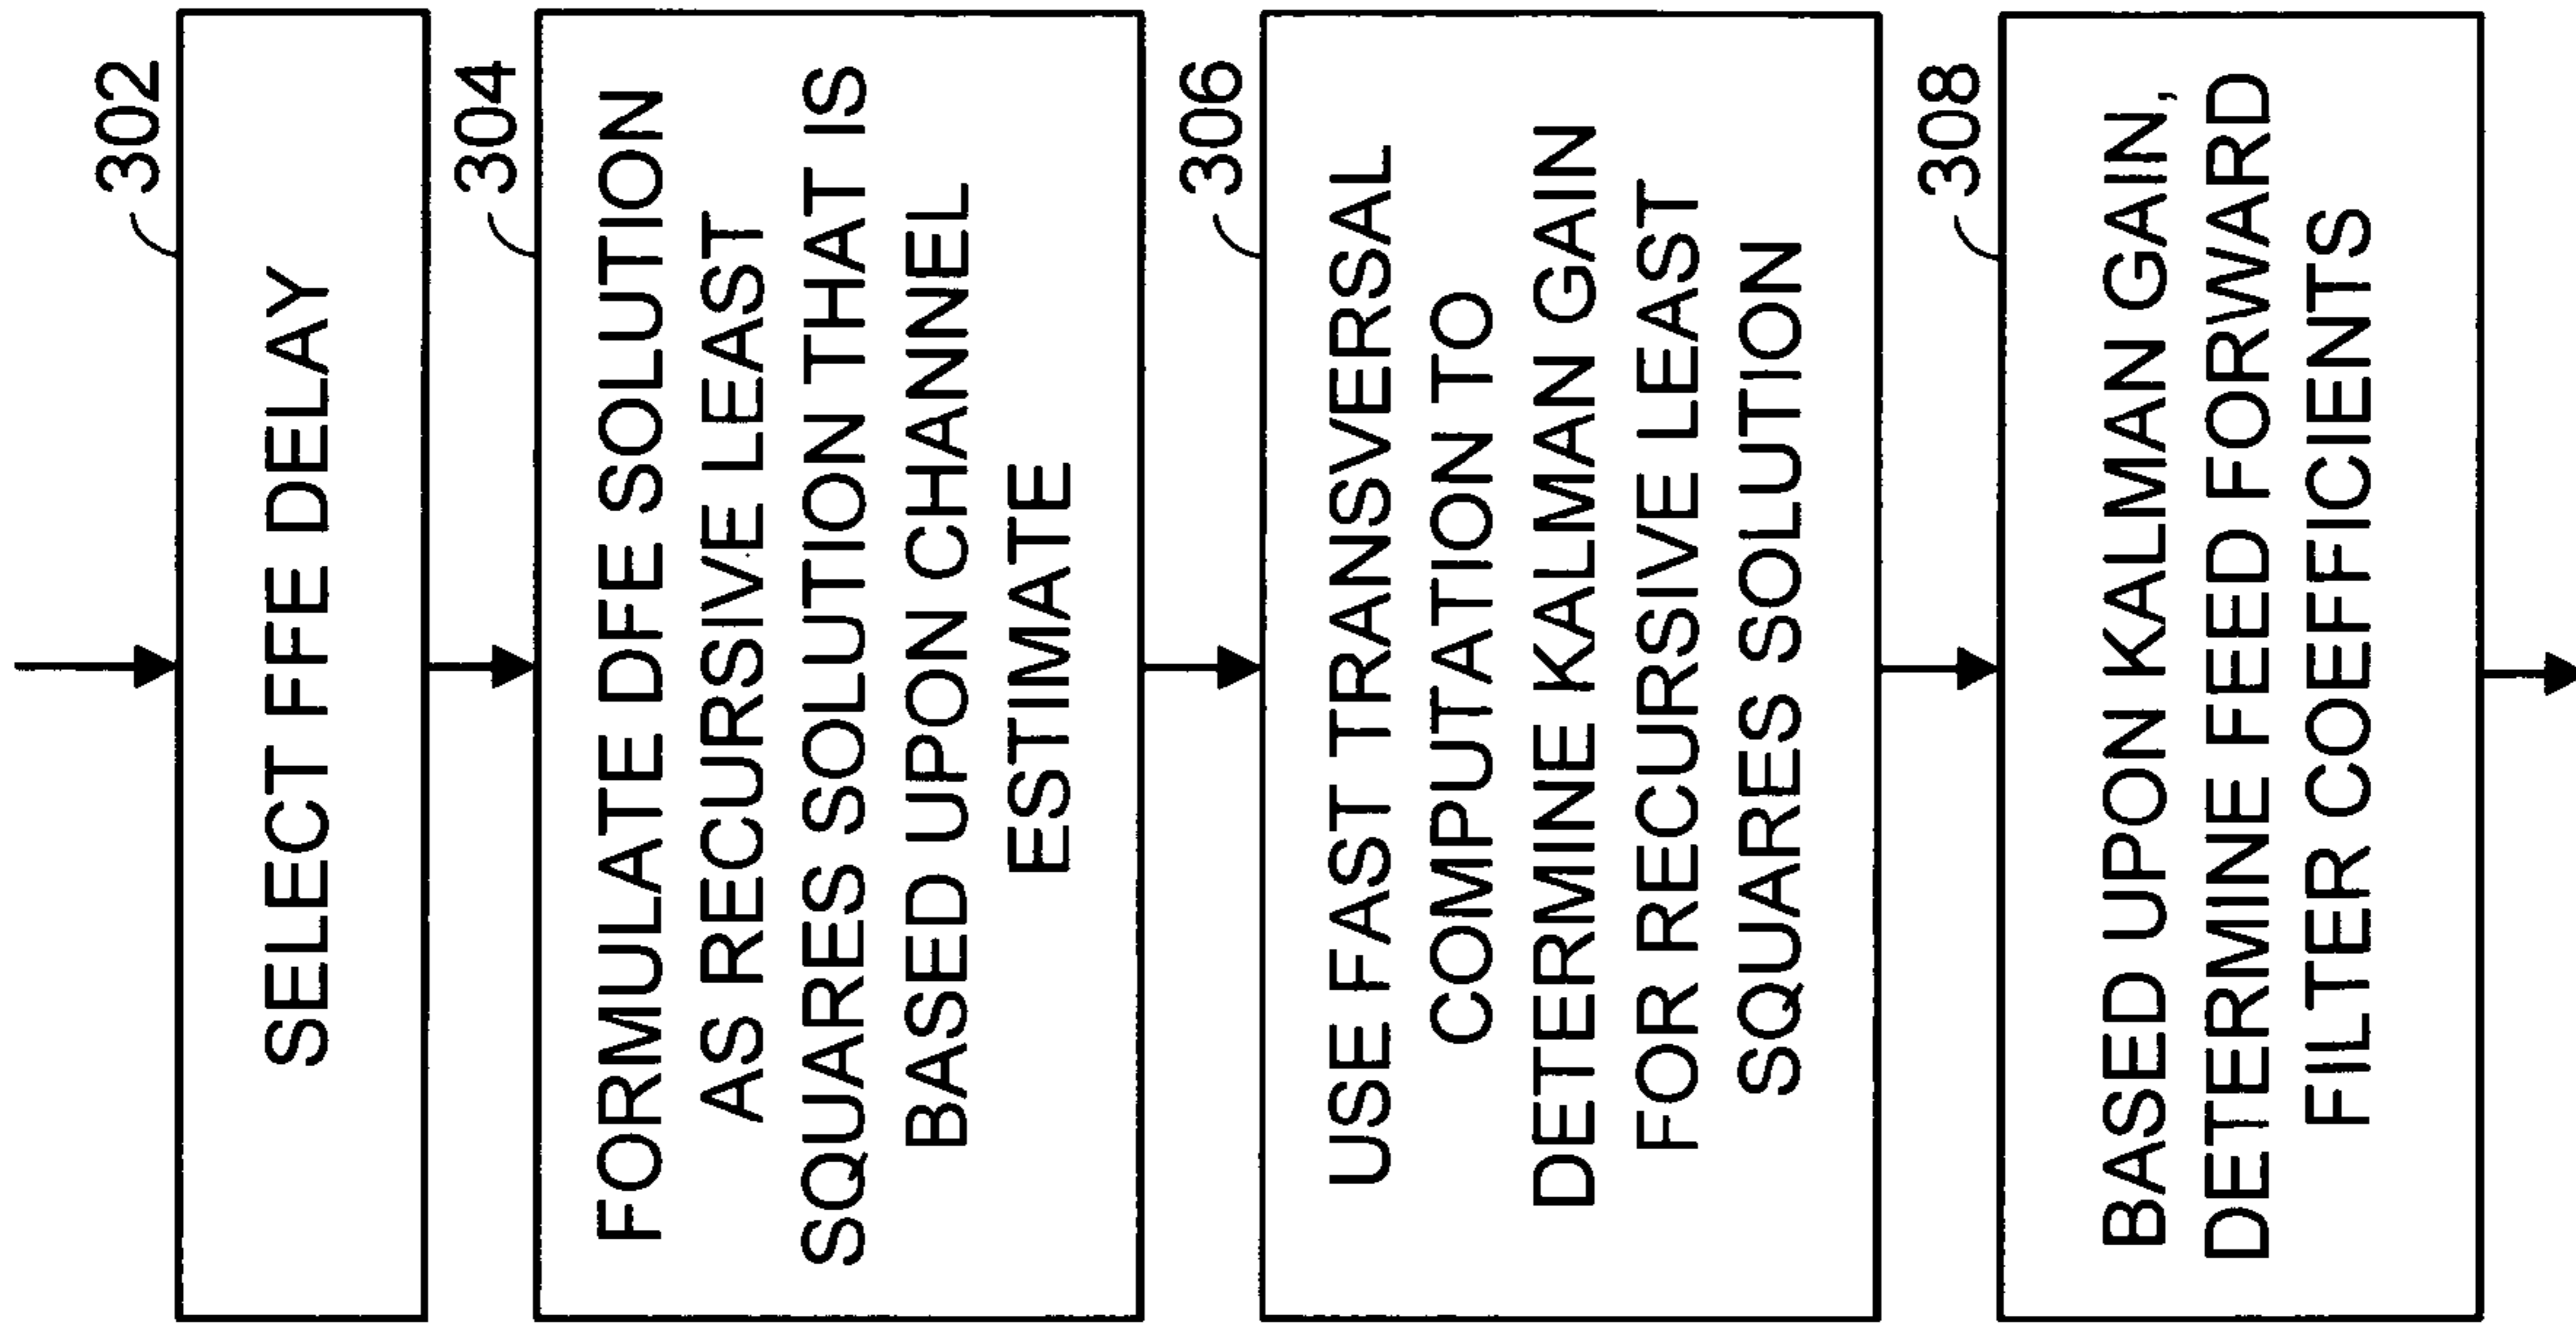 302
SELECT FFE DELAY
304
FORMULATE DFE SOLUTION
AS RECURSIVE LEAST
SQUARES SOLUTION THAT IS
BASED UPON CHANNEL
ESTIMATE
306
USE FAST TRANSVERSAL
COMPUTATION TO
DETERMINE KALMAN GAIN
FOR RECURSIVE LEAST
SQUARES SOLUTION
308
BASED UPON KALMAN GAIN,
DETERMINE FEED FORWARD
FILTER COEFFICIENTS